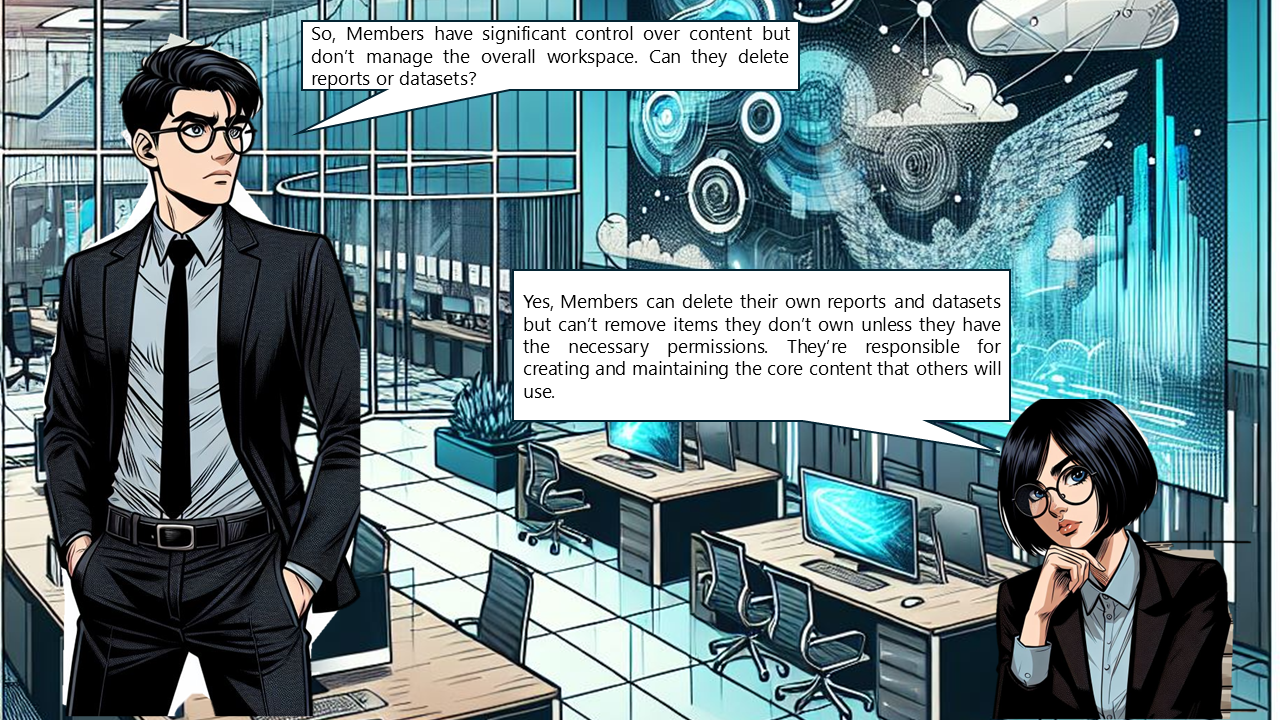 So, Members have significant control over content but
don’t manage the overall workspace. Can they delete
reports or datasets?
Yes, Members can delete their own reports and datasets
but can’t remove items they don’t own unless they have
the necessary permissions. They’re responsible for
creating and maintaining the core content that others will
use.